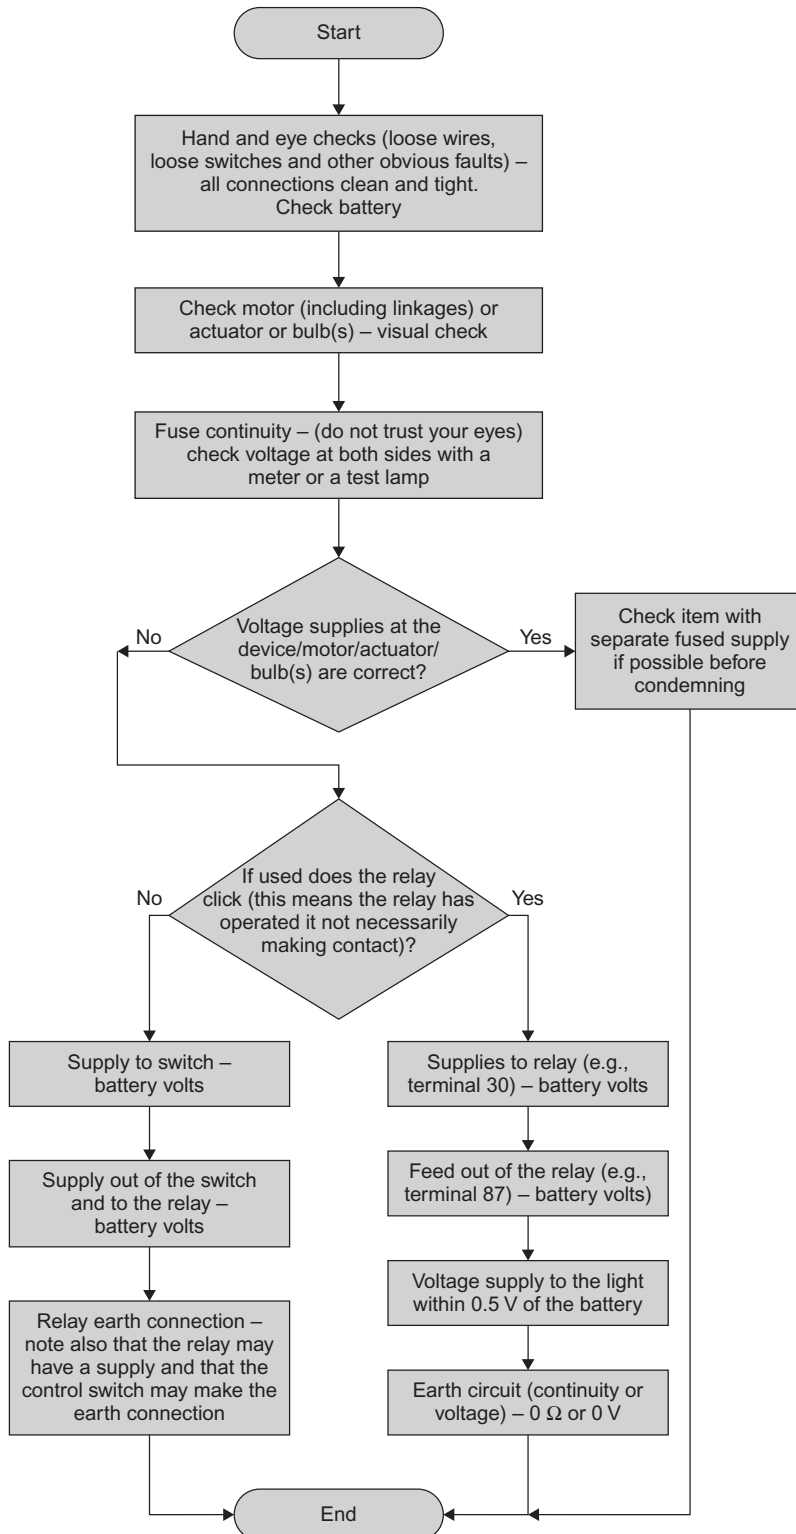 Start
Hand and eye checks (loose wires,
loose switches and other obvious faults) –
all connections clean and tight.
Check battery
Check motor (including linkages) or
actuator or bulb(s) – visual check
Fuse continuity – (do not trust your eyes)
check voltage at both sides with a
meter or a test lamp
No
Voltage supplies at the
device/motor/actuator/
bulb(s) are correct?
Yes
Check item with
separate fused supply
if possible before
condemning
No
If used does the relay
click (this means the relay has
operated it not necessarily
making contact)?
Yes
Supply to switch –
battery volts
Supply out of the switch
and to the relay –
battery volts
Relay earth connection –
note also that the relay may
have a supply and that the
control switch may make the
earth connection
Supplies to relay (e.g.,
terminal 30) – battery volts
Feed out of the relay (e.g.,
terminal 87) – battery volts)
Voltage supply to the light
within 0.5 V of the battery
Earth circuit (continuity or
voltage) – 0 Ω or 0 V
End